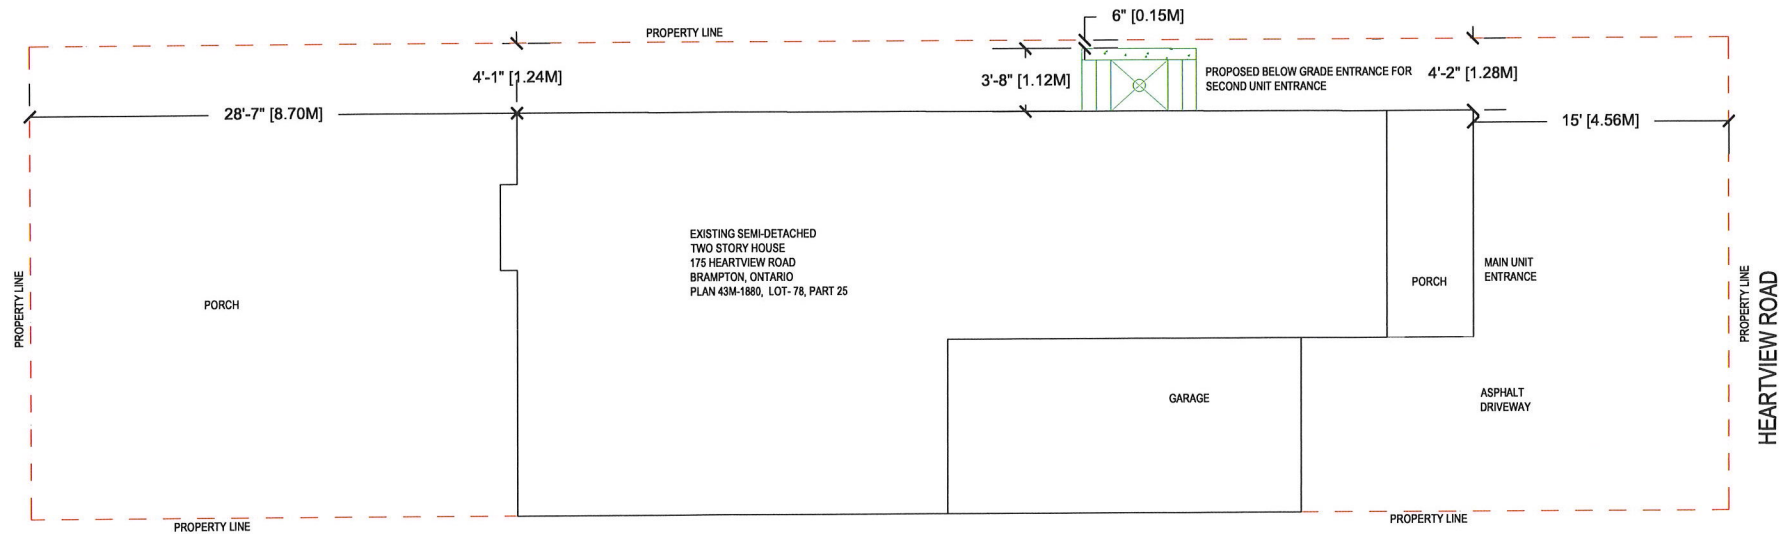 6" [0.15M]
PROPERTY LINE
4'-1" [1.24M]
3'-8" [1.12M]
PROPOSED BELOW GRADE ENTRANCE FOR
SECOND UNIT ENTRANCE
4'-2" [1.28M]
28'-7" [8.70M]
15' [4.56M]
EXISTING SEMI-DETACHED
TWO STORY HOUSE
175 HEARTVIEW ROAD
BRAMPTON, ONTARIO
PLAN 43M-1880, LOT- 78, PART 25
PROPERTY LINE
PORCH
PORCH
MAIN UNIT
ENTRANCE
PROPERTY LINE
HEARTVIEW ROAD
GARAGE
ASPHALT
DRIVEWAY
PROPERTY LINE
PROPERTY LINE